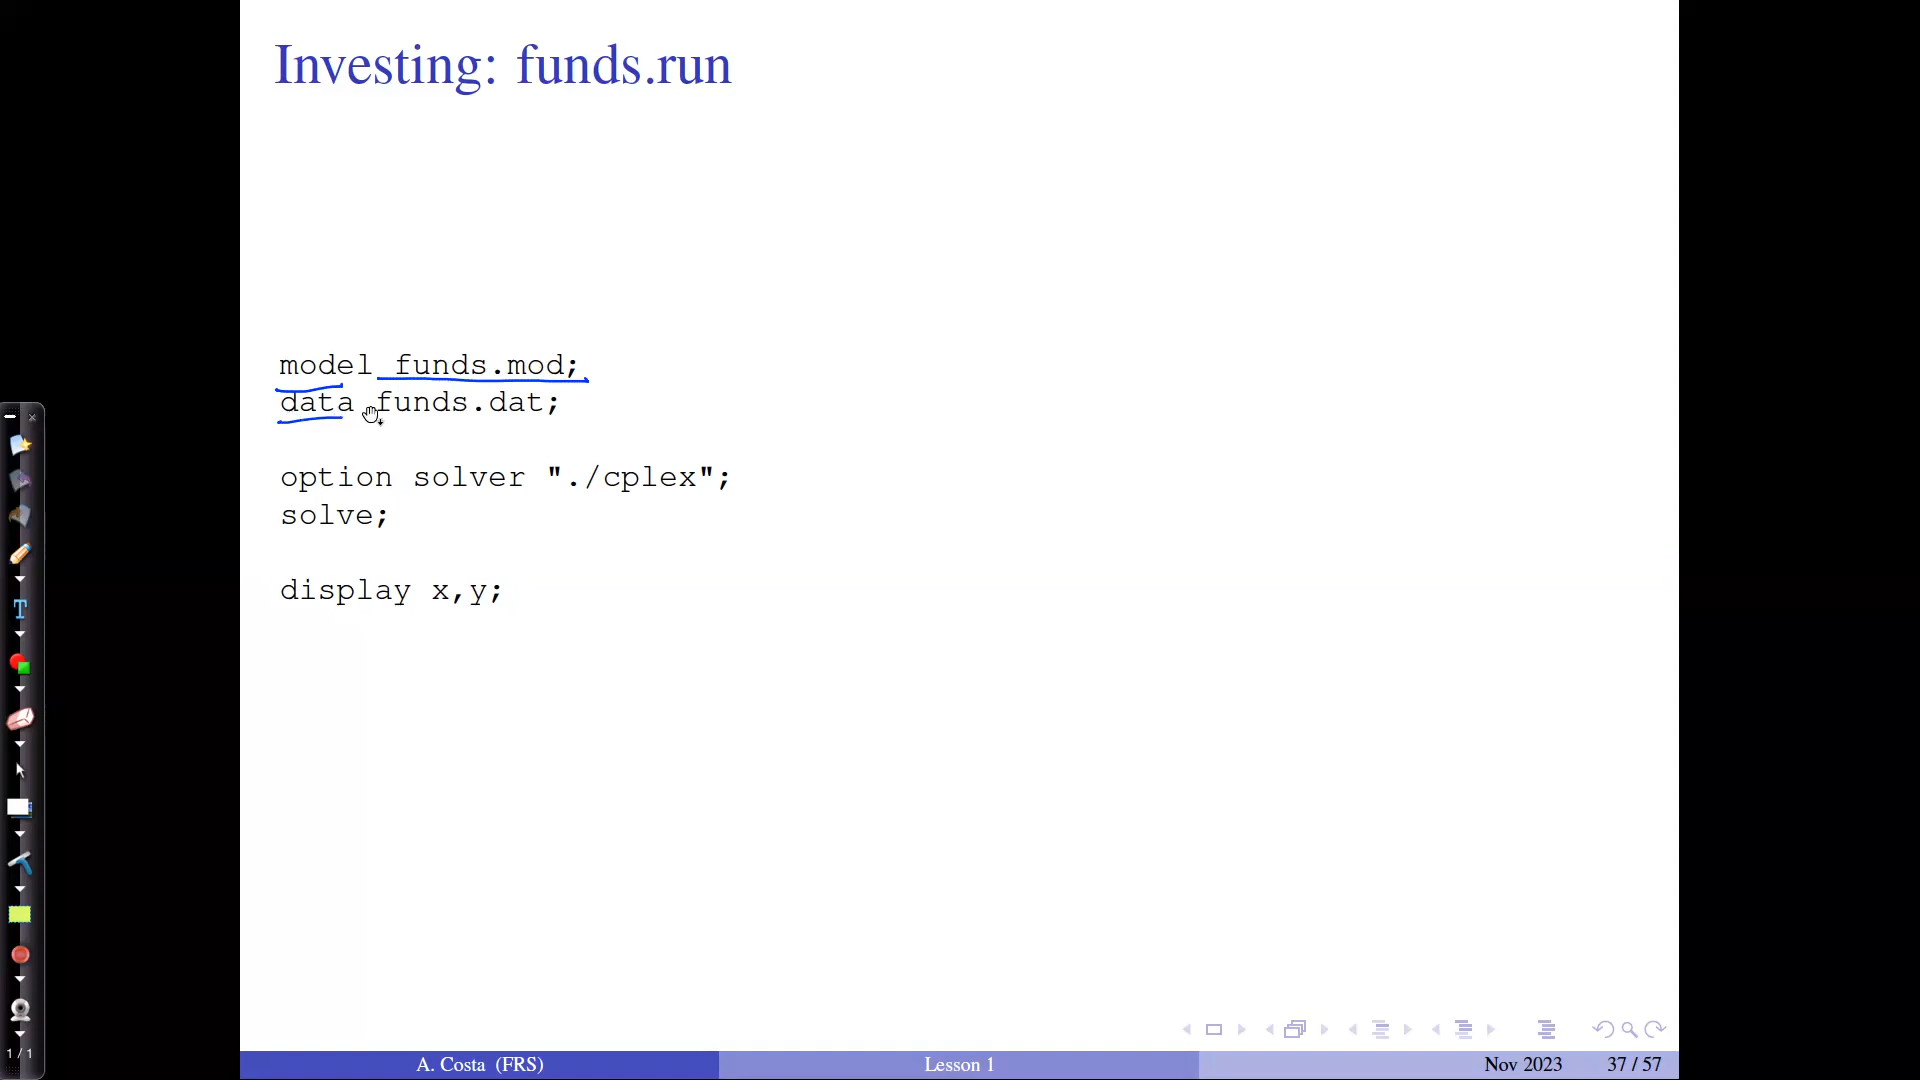 Investing: funds.run
model funds.mod;
data funds.dat;
option solver "./cplex";
solve;
display x,y;
T
1 / 1
A. Costa (FRS)
Lesson 1
Nov 2023
37 / 57